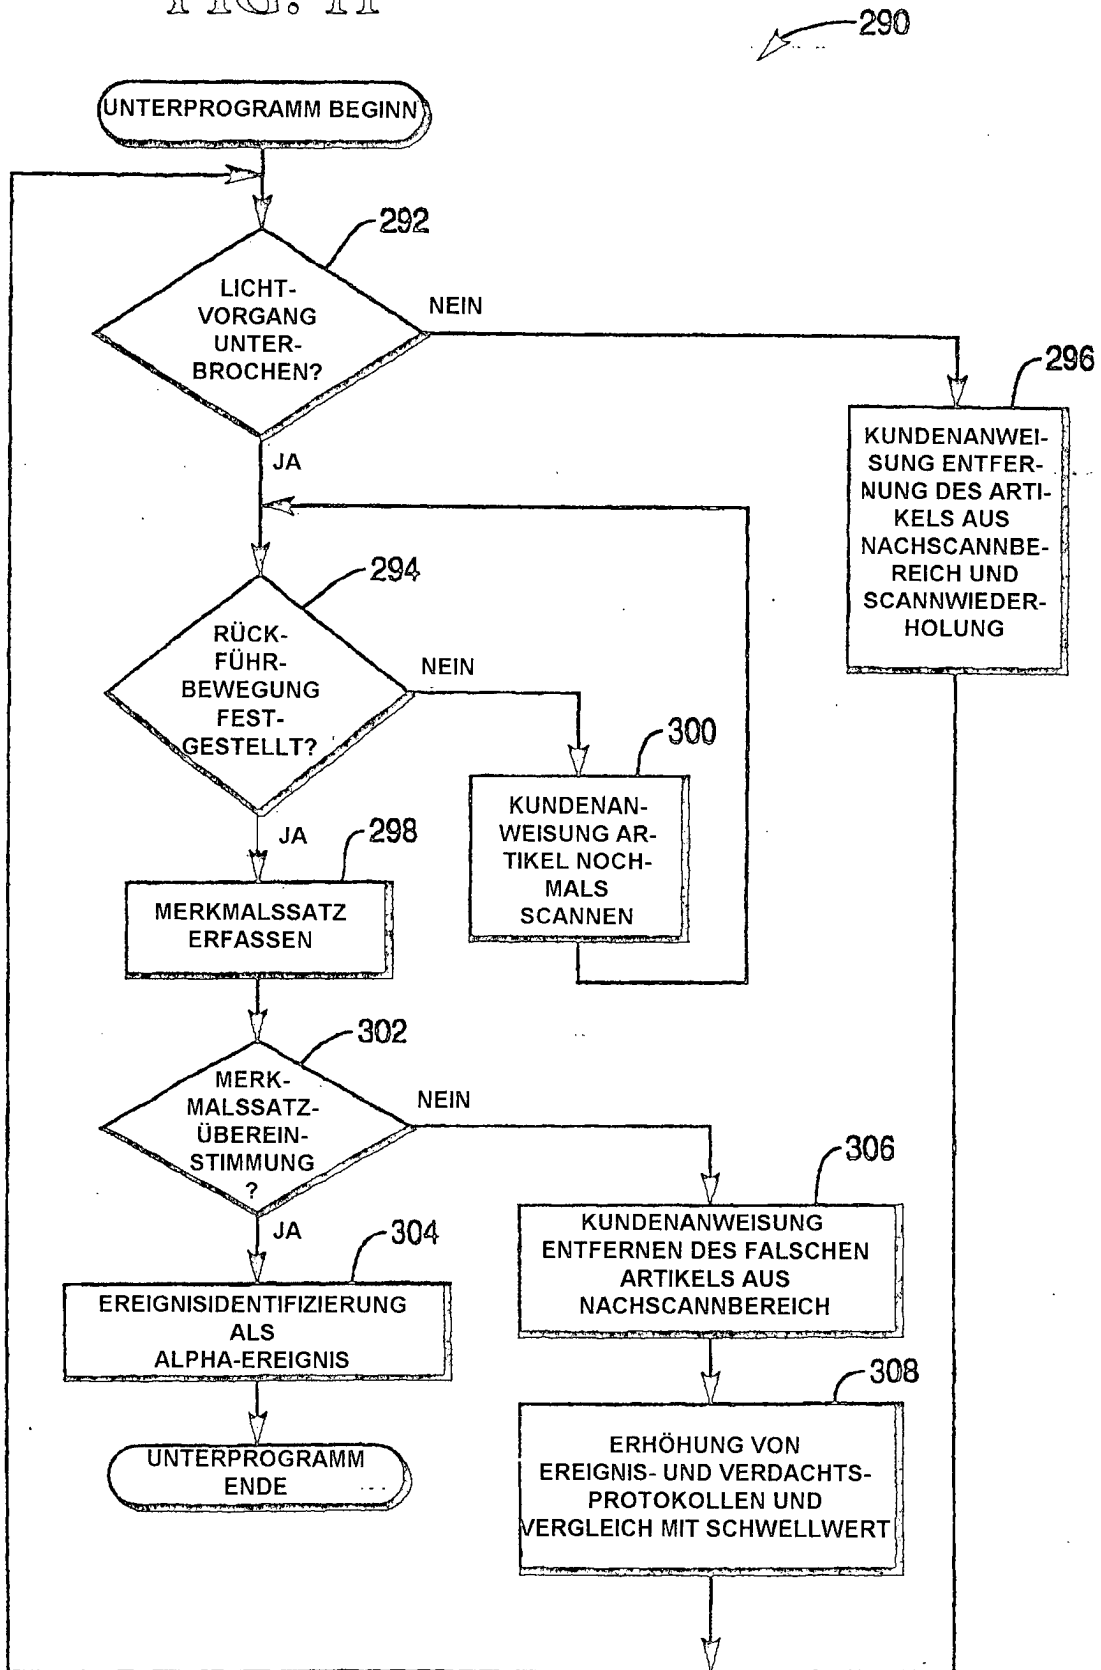 FIG. 11
290
UNTERPROGRAMM BEGINN
292
LICHT-
VORGANG
UNTER-
BROCHEN?
NEIN
296
KUNDENANWEI-
SUNG ENTFER-
NUNG DES ARTI-
KELS AUS
NACHSCANNBE-
REICH UND
SCANNWIEDER-
HOLUNG
JA
294
RÜCK-
FÜHR-
BEWEGUNG
FEST-
GESTELLT?
NEIN
300
KUNDENAN-
WEISUNG AR-
TIKEL NOCH-
MALS
SCANNEN
JA
298
MERKMALSSATZ
ERFASSEN
302
MERK-
MALSSATZ-
ÜBEREIN-
STIMMUNG
?
NEIN
306
KUNDENANWEISUNG
ENTFERNEN DES FALSCHEN
ARTIKELS AUS
NACHSCANNBEREICH
JA
304
EREIGNISIDENTIFIZIERUNG
ALS
ALPHA-EREIGNIS
308
ERHÖHUNG VON
EREIGNIS- UND VERDACHTS-
PROTOKOLLEN UND
VERGLEICH MIT SCHWELLWERT
UNTERPROGRAMM
ENDE